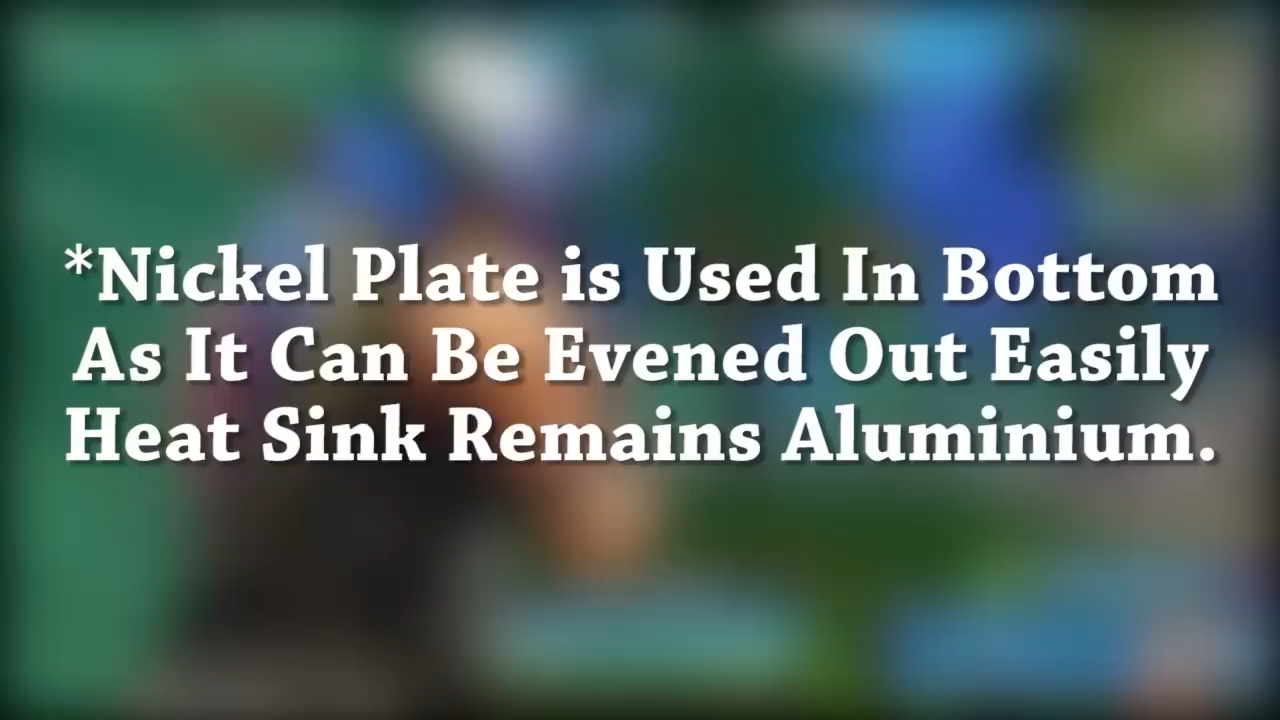 *Nickel Plate is Used In Bottom
As It Can Be Evened Out Easily
Heat Sink Remains Aluminium.